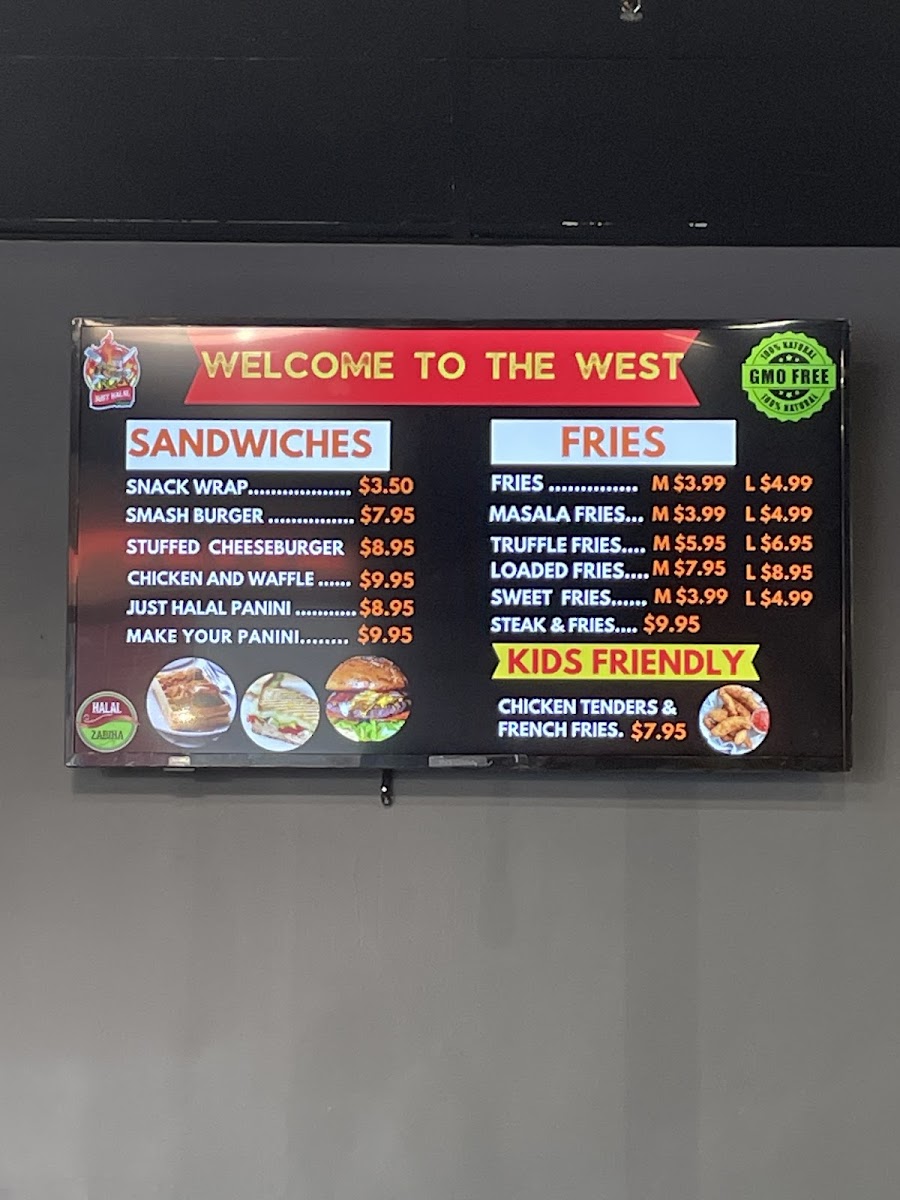 WELCOME TO THE WEST
JUST HALAL
100% NATURAL
GMO FREE
100% NATURAL
SANDWICHES
SNACK WRAP.................. $3.50
SMASH BURGER ............... $7.95
STUFFED CHEESEBURGER $8.95
CHICKEN AND WAFFLE ...... $9.95
JUST HALAL PANINI ........... $8.95
MAKE YOUR PANINI........ $9.95
HALAL
ZABIHA
FRIES
FRIES .............. M $3.99 L $4.99
MASALA FRIES... M $3.99 L $4.99
TRUFFLE FRIES.... M $5.95 L $6.95
LOADED FRIES.... M $7.95 L $8.95
SWEET FRIES...... M $3.99 L $4.99
STEAK & FRIES.... $9.95
KIDS FRIENDLY
CHICKEN TENDERS &
FRENCH FRIES. $7.95